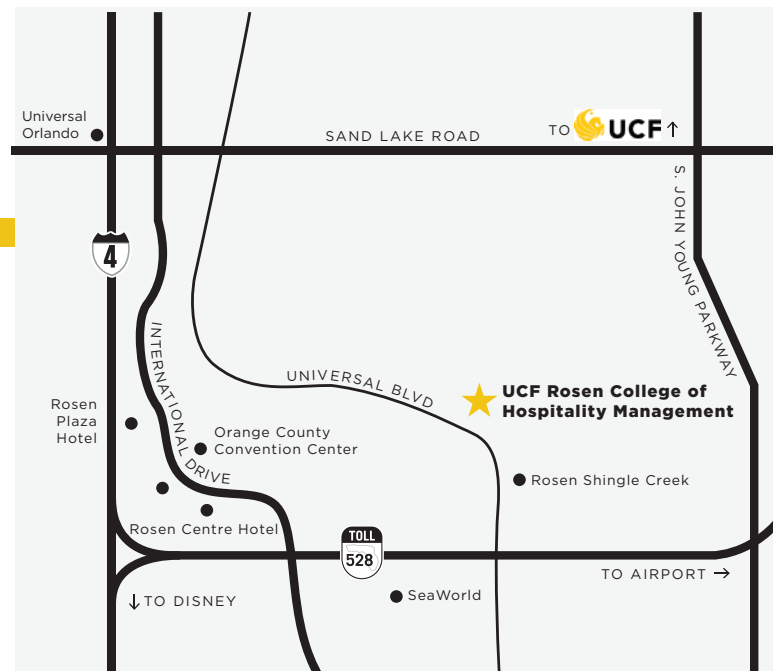 Universal
Orlando
SAND LAKE ROAD
TO UCF ↑
S. JOHN YOUNG PARKWAY
4
INTERNATIONAL DRIVE
UNIVERSAL BLVD
UCF Rosen College of
Hospitality Management
Rosen
Plaza
Hotel
Orange County
Convention Center
Rosen Shingle Creek
Rosen Centre Hotel
TOLL
528
TO AIRPORT →
↓ TO DISNEY
SeaWorld